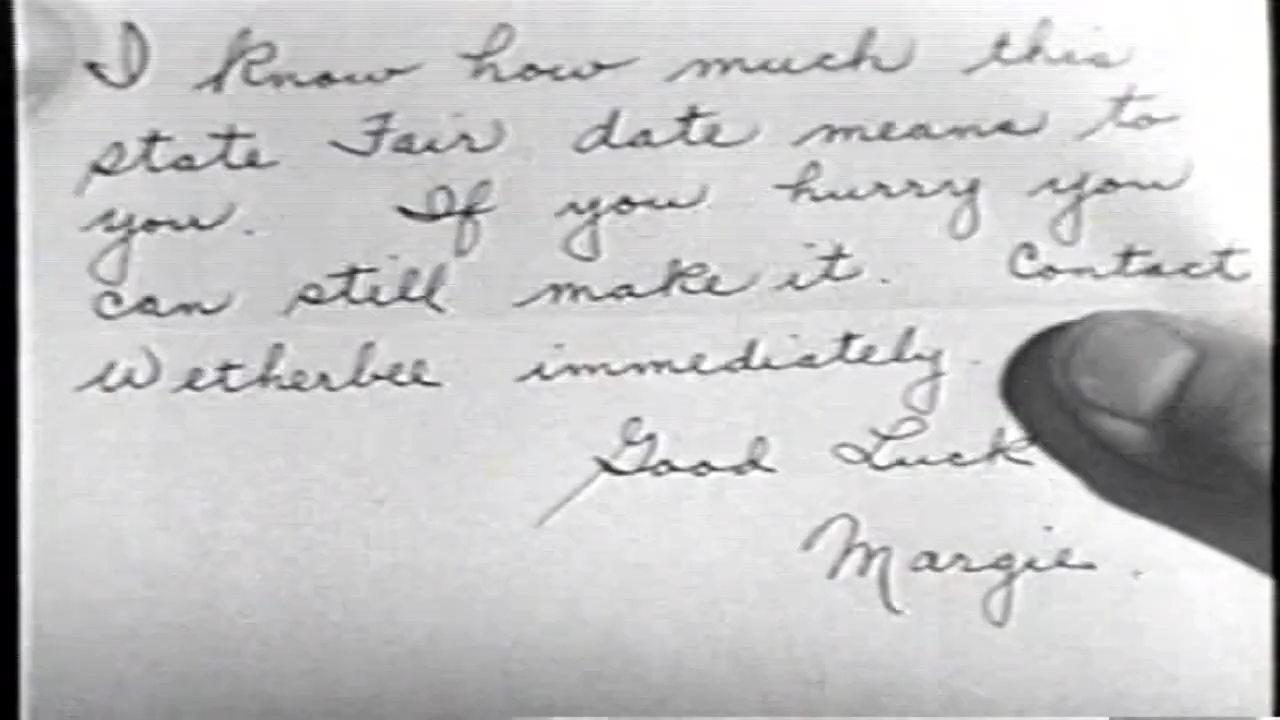 I know how much this
state Fair date means to
you. If you hurry you
can still make it. Contact
Wetherbee immediately.
Good Luck
Margie.